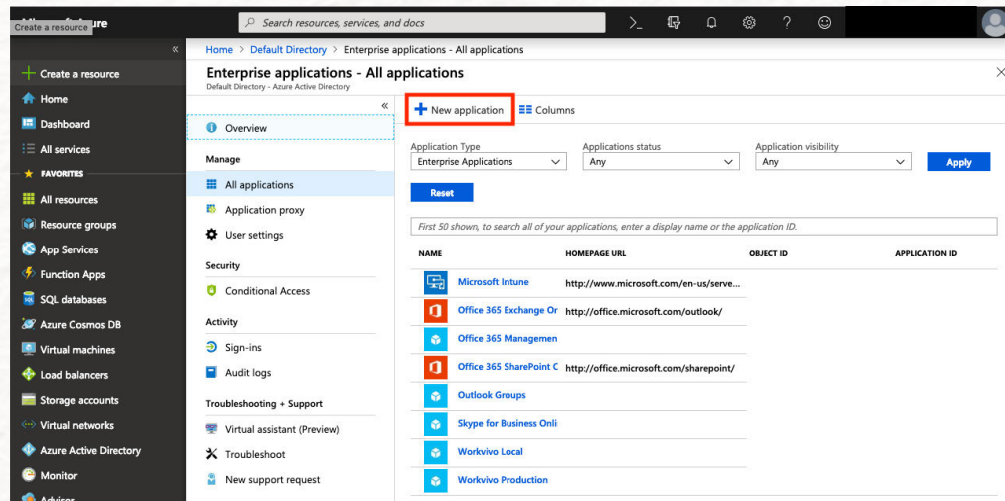 ure
Create a resource
Search resources, services, and docs
Create a resource
Home
Dashboard
All services
FAVORITES
All resources
Resource groups
App Services
Function Apps
SQL databases
Azure Cosmos DB
Virtual machines
Load balancers
Storage accounts
Virtual networks
Azure Active Directory
Monitor
Advisor
Home > Default Directory > Enterprise applications - All applications
Enterprise applications - All applications
Default Directory - Azure Active Directory
Overview
Manage
All applications
Application proxy
User settings
Security
Conditional Access
Activity
Sign-ins
Audit logs
Troubleshooting + Support
Virtual assistant (Preview)
Troubleshoot
New support request
New application Columns
Application Type Applications status Application visibility
Enterprise Applications Any Any Apply
Reset
First 50 shown, to search all of your applications, enter a display name or the application ID.
NAME HOMEPAGE URL OBJECT ID APPLICATION ID
Microsoft Intune http://www.microsoft.com/en-us/serve...
Office 365 Exchange Or http://office.microsoft.com/outlook/
Office 365 Managemen
Office 365 SharePoint C http://office.microsoft.com/sharepoint/
Outlook Groups
Skype for Business Onli
Workvivo Local
Workvivo Production